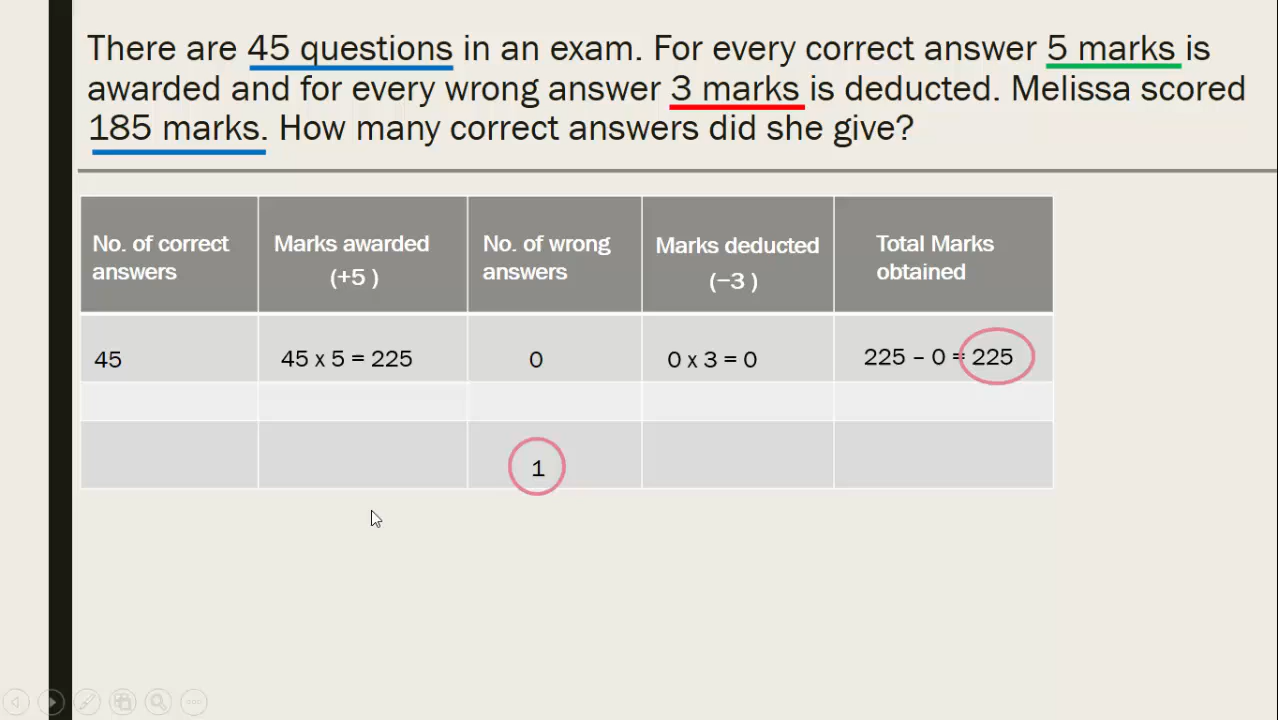 There are 45 questions in an exam. For every correct answer 5 marks is
awarded and for every wrong answer 3 marks is deducted. Melissa scored
185 marks. How many correct answers did she give?
No. of correct answers
Marks awarded (+5 )
No. of wrong answers
Marks deducted (−3 )
Total Marks obtained
45
45 x 5 = 225
0
0 x 3 = 0
225 – 0 = 225
1